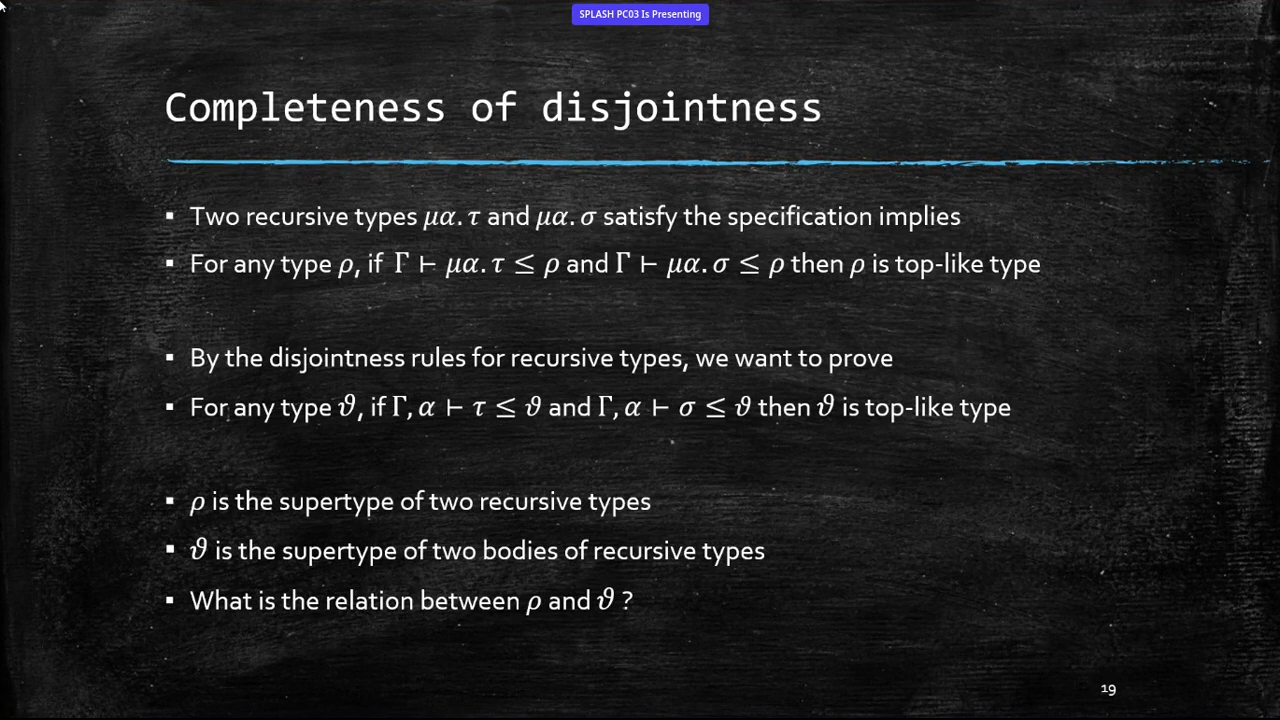 SPLASH PC03 Is Presenting
Completeness of disjointness
▪ Two recursive types μα. τ and μα. σ satisfy the specification implies
▪ For any type ρ, if Γ ⊢ μα. τ ≤ ρ and Γ ⊢ μα. σ ≤ ρ then ρ is top-like type
▪ By the disjointness rules for recursive types, we want to prove
▪ For any type ϑ, if Γ, α ⊢ τ ≤ ϑ and Γ, α ⊢ σ ≤ ϑ then ϑ is top-like type
▪ ρ is the supertype of two recursive types
▪ ϑ is the supertype of two bodies of recursive types
▪ What is the relation between ρ and ϑ ?
19